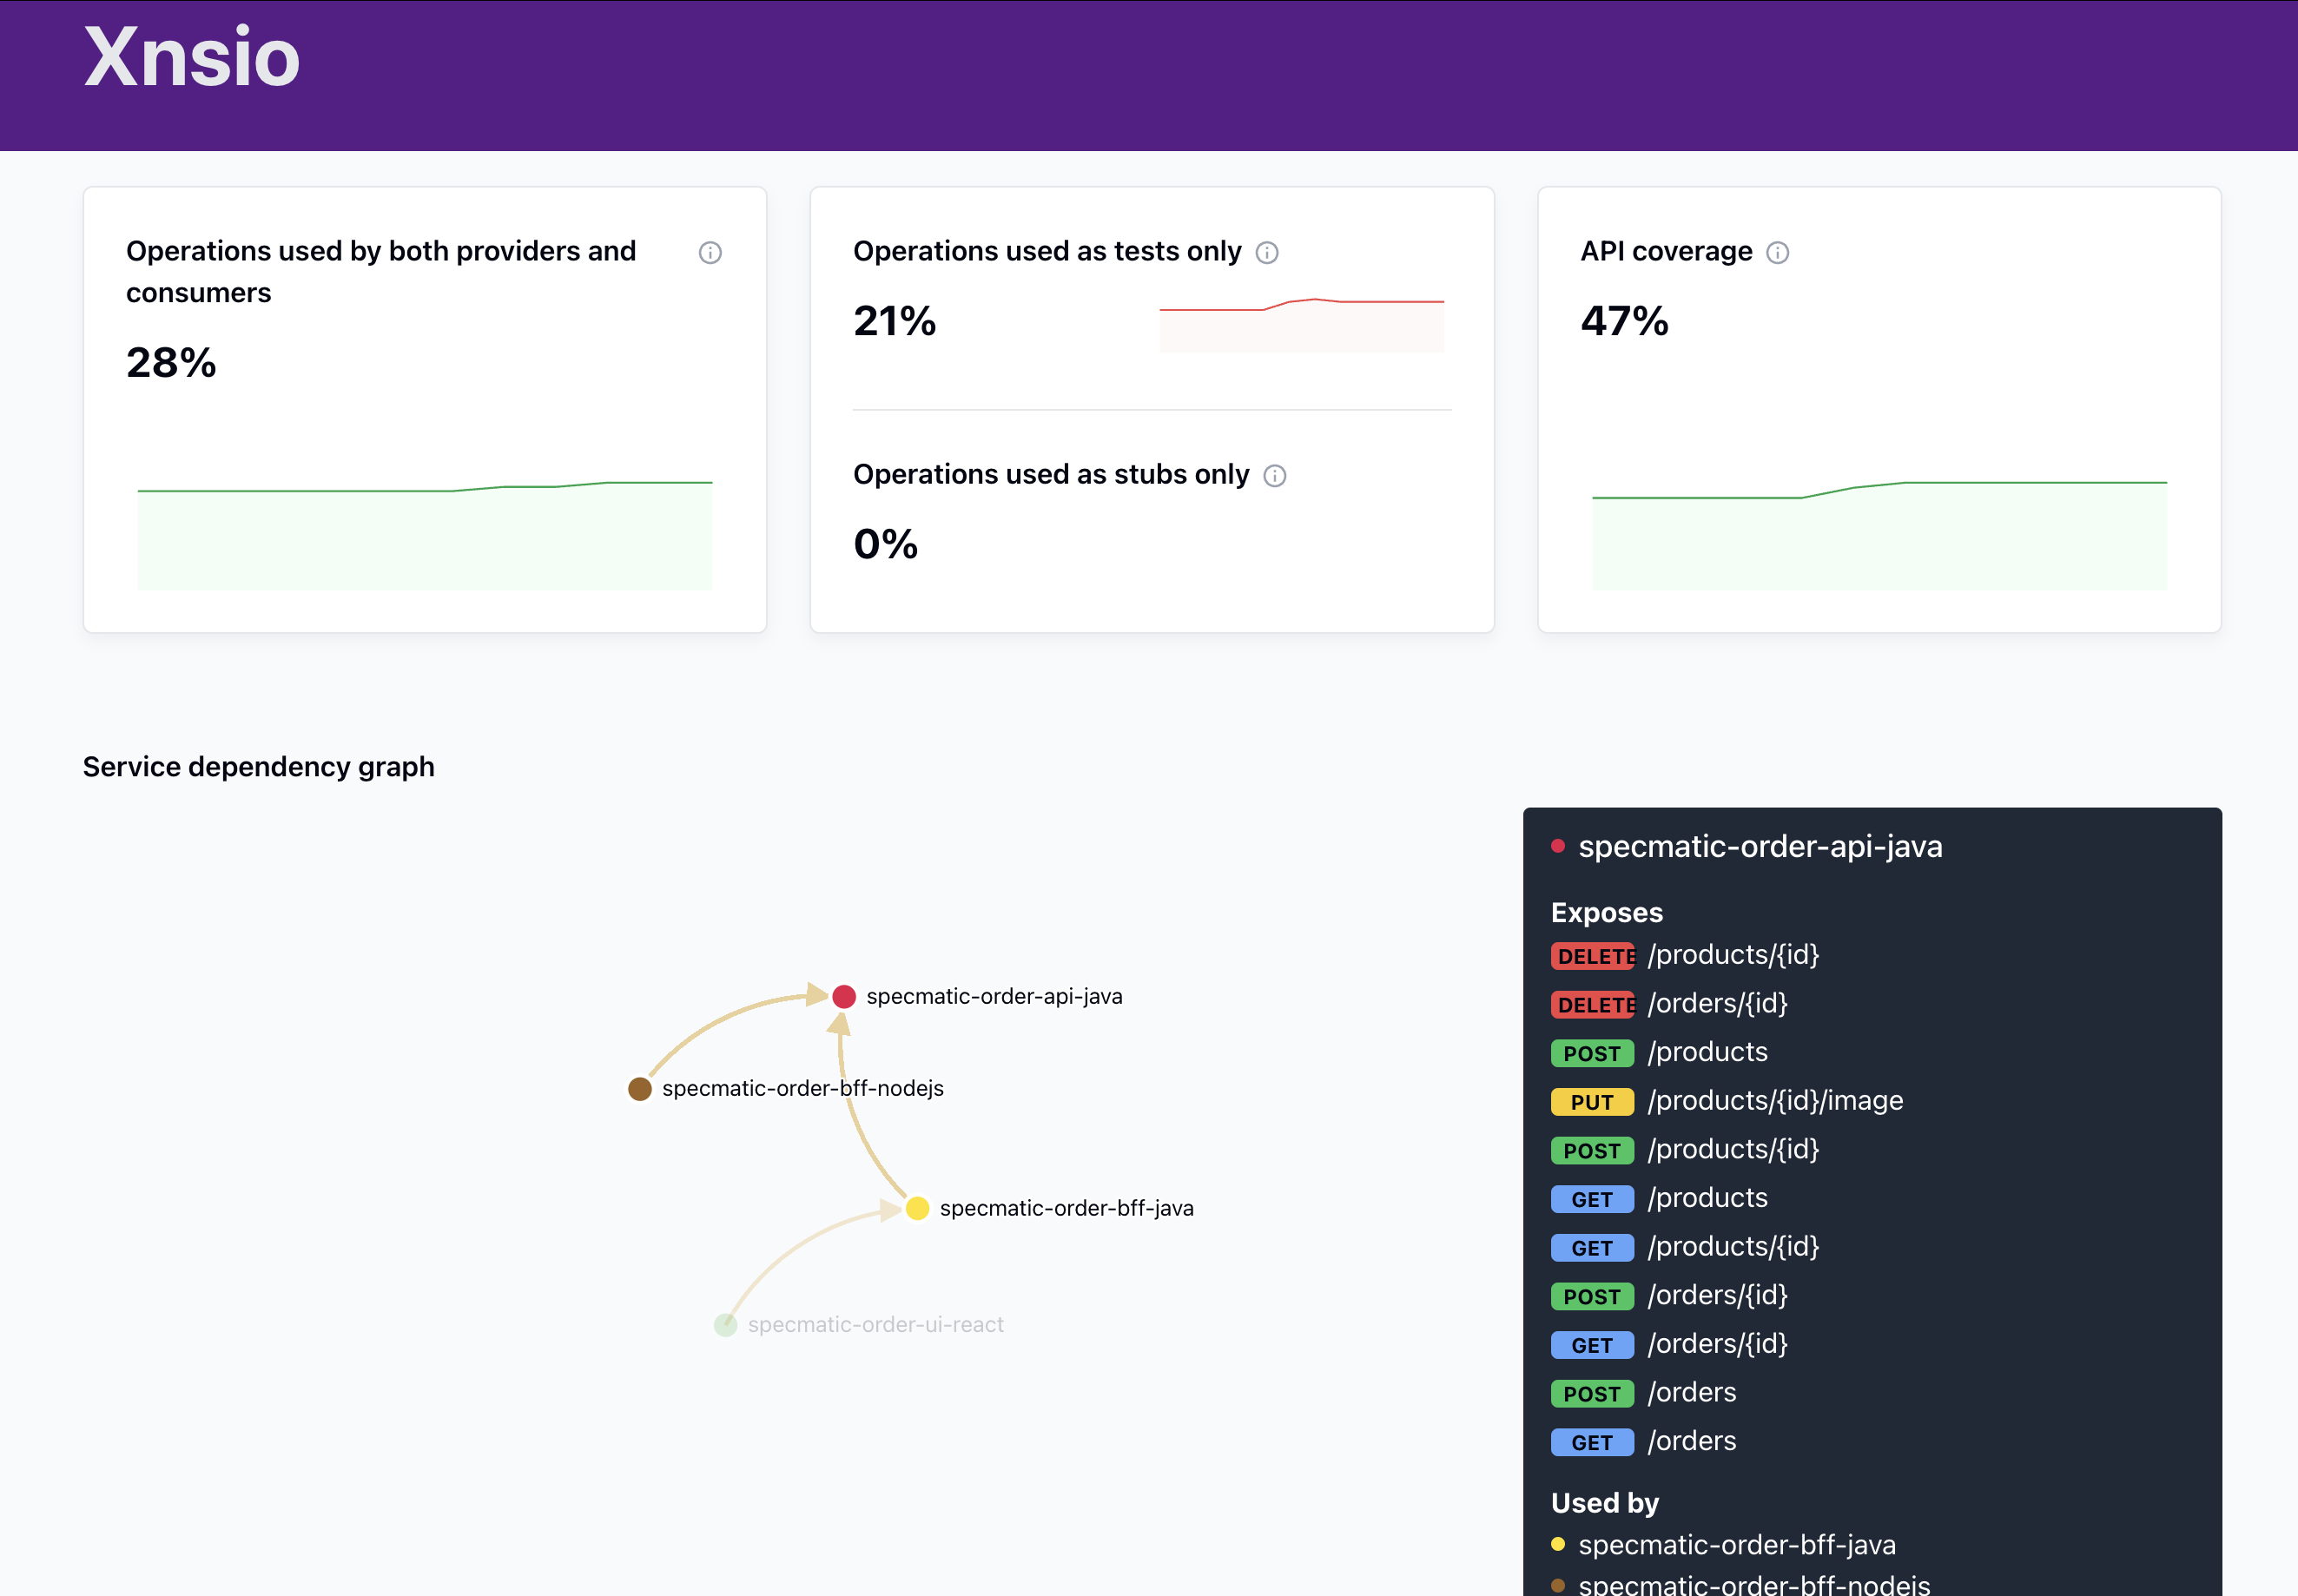 Xnsio
Operations used by both providers and
consumers
28%
Operations used as tests only
21%
Operations used as stubs only
0%
API coverage
47%
Service dependency graph
specmatic-order-api-java
specmatic-order-bff-nodejs
specmatic-order-bff-java
specmatic-order-ui-react
specmatic-order-api-java
Exposes
DELETE /products/{id}
DELETE /orders/{id}
POST /products
PUT /products/{id}/image
POST /products/{id}
GET /products
GET /products/{id}
POST /orders/{id}
GET /orders/{id}
POST /orders
GET /orders
Used by
specmatic-order-bff-java
specmatic-order-bff-nodejs